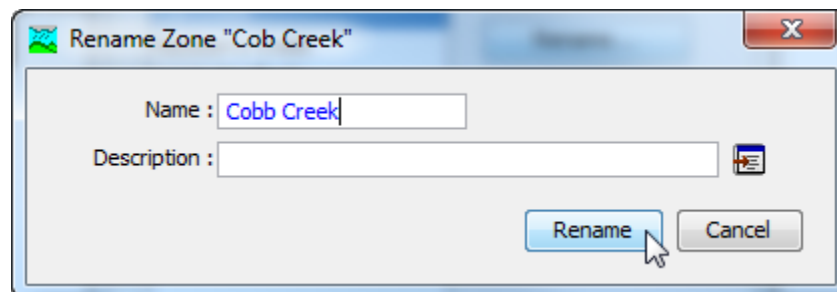 Rename Zone "Cob Creek"
Name : Cobb Creek
Description :
Rename Cancel